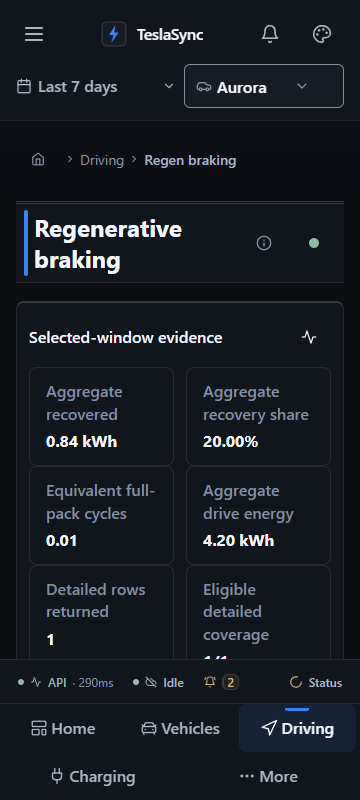 TeslaSync
Last 7 days
Aurora
Driving
Regen braking
Regenerative
braking
Selected-window evidence
Aggregate
recovered
0.84 kWh
Aggregate
recovery share
20.00%
Equivalent full-
pack cycles
0.01
Aggregate
drive energy
4.20 kWh
Detailed rows
returned
1
Eligible
detailed
coverage
1/1
API · 290ms
Idle
2
Status
Home
Vehicles
Driving
Charging
More